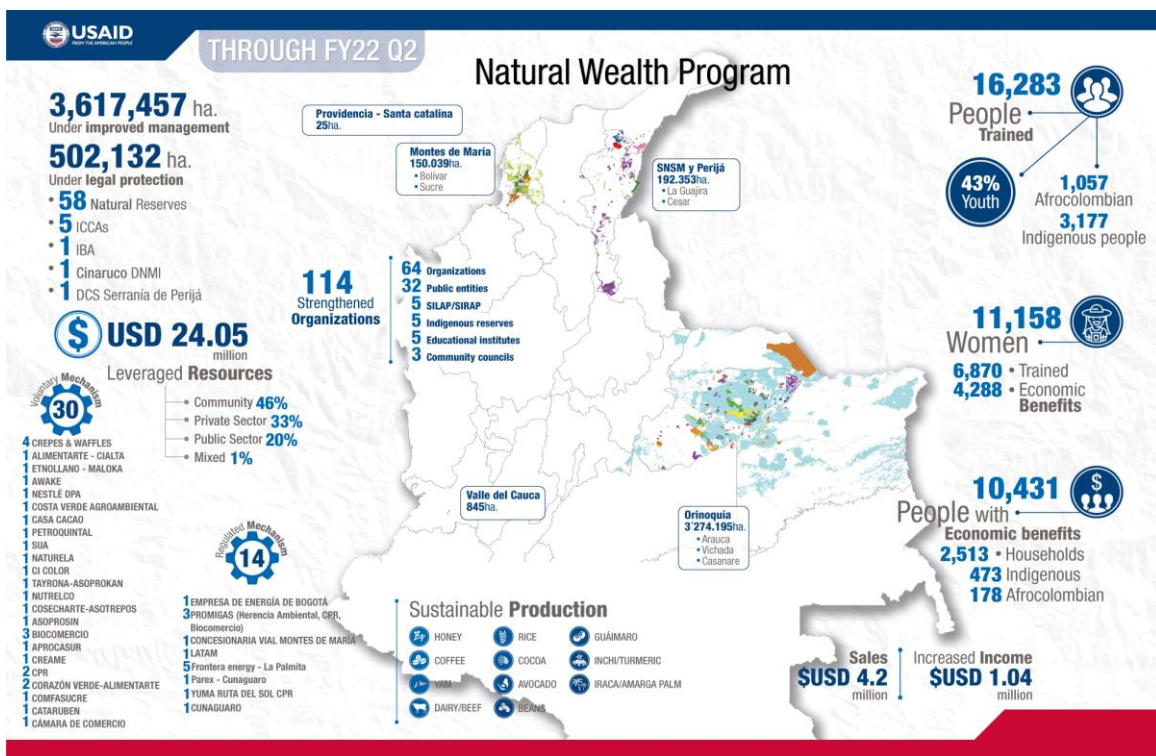 USAID
FROM THE AMERICAN PEOPLE
THROUGH FY22 Q2
Natural Wealth Program
3,617,457 ha.
Under improved management
502,132 ha.
Under legal protection
• 58 Natural Reserves
• 5 ICCAs
• 1 IBA
• 1 Cinaruco DNMI
• 1 DCS Serranía de Perijá
$ USD 24.05
million
Leveraged Resources
• Community 46%
• Private Sector 33%
• Public Sector 20%
• Mixed 1%
Voluntary Mechanism
30
4 CREPES & WAFFLES
1 ALIMENTARTE - CIALTA
1 ETNOLLANO - MALOKA
1 AWAKE
1 NESTLÉ DPA
1 COSTA VERDE AGROAMBIENTAL
1 CASA CACAO
1 PETROQUINTAL
1 SUA
1 NATURELA
1 CI COLOR
1 TAYRONA-ASOPROKAN
1 NUTRELCO
1 COSECHARTE-ASOTREPOS
1 ASOPROSIN
3 BIOCOMERCIO
1 APROCASUR
1 CREAME
2 CPR
2 CORAZÓN VERDE-ALIMENTARTE
1 COMFASUCRE
1 CATARUBEN
1 CÁMARA DE COMERCIO
Regulated Mechanism
14
1 EMPRESA DE ENERGÍA DE BOGOTÁ
3 PROMIGAS (Herencia Ambiental, CPR,
Biocomercio)
1 CONCESIONARIA VIAL MONTES DE MARÍA
1 LATAM
5 Frontera energy - La Palmita
1 Parex - Cunaguaro
1 YUMA RUTA DEL SOL CPR
1 CUNAGUARO
114
Strengthened
Organizations
64 Organizations
32 Public entities
5 SILAP/SIRAP
5 Indigenous reserves
5 Educational institutes
3 Community councils
Providencia - Santa catalina
25ha.
Montes de María
150.039ha.
• Bolívar
• Sucre
SNSM y Perijá
192.353ha.
• La Guajira
• Cesar
Valle del Cauca
845ha.
Orinoquía
3´274.195ha.
• Arauca
• Vichada
• Casanare
Sustainable Production
HONEY
COFFEE
YAM
DAIRY/BEEF
RICE
COCOA
AVOCADO
BEANS
GUÁIMARO
INCHI/TURMERIC
IRACA/AMARGA PALM
16,283
People
Trained
43%
Youth
1,057
Afrocolombian
3,177
Indigenous people
11,158
Women
6,870 • Trained
4,288 • Economic
Benefits
$
10,431
People with
Economic benefits
2,513 • Households
473 Indigenous
178 Afrocolombian
Sales
$USD 4.2
million
Increased Income
$USD 1.04
million